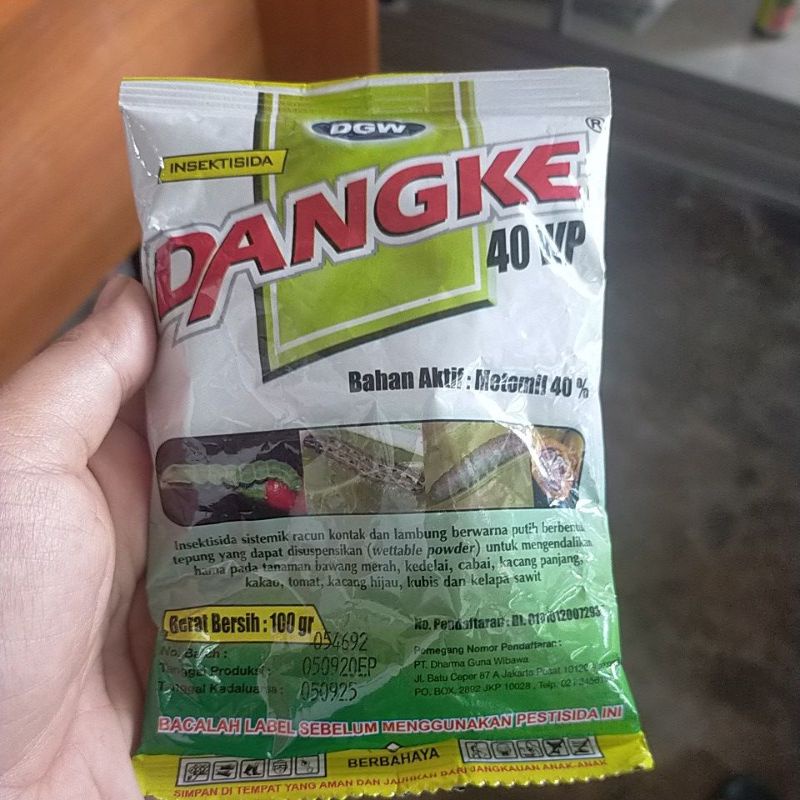 DGW
®
INSEKTISIDA
DANGKE
40 WP
Bahan Aktif : Metomil 40 %
Insektisida sistemik racun kontak dan lambung berwarna putih berbentu
tepung yang dapat disuspensikan (wettable powder) untuk mengendalikan
hama pada tanaman bawang merah, kedelai, cabai, kacang panjang,
kakao, tomat, kacang hijau, kubis dan kelapa sawit
Berat Bersih : 100 gr
No. Batch : 054692
Tanggal Produksi : 050920EP
Tanggal Kadaluarsa : 050925
No. Pendaftaran : RI.
Pemegang Nomor Pendaftaran :
PT. Dharma Guna Wibawa
Jl. Batu Ceper 87 A Jakarta Pusat 10120
PO. BOX. 2892 JKP 10028 , Telp.
BACALAH LABEL SEBELUM MENGGUNAKAN PESTISIDA INI
BERBAHAYA
SIMPAN DI TEMPAT YANG AMAN DAN JAUHKAN DARI JANGKAUAN ANAK-ANAK